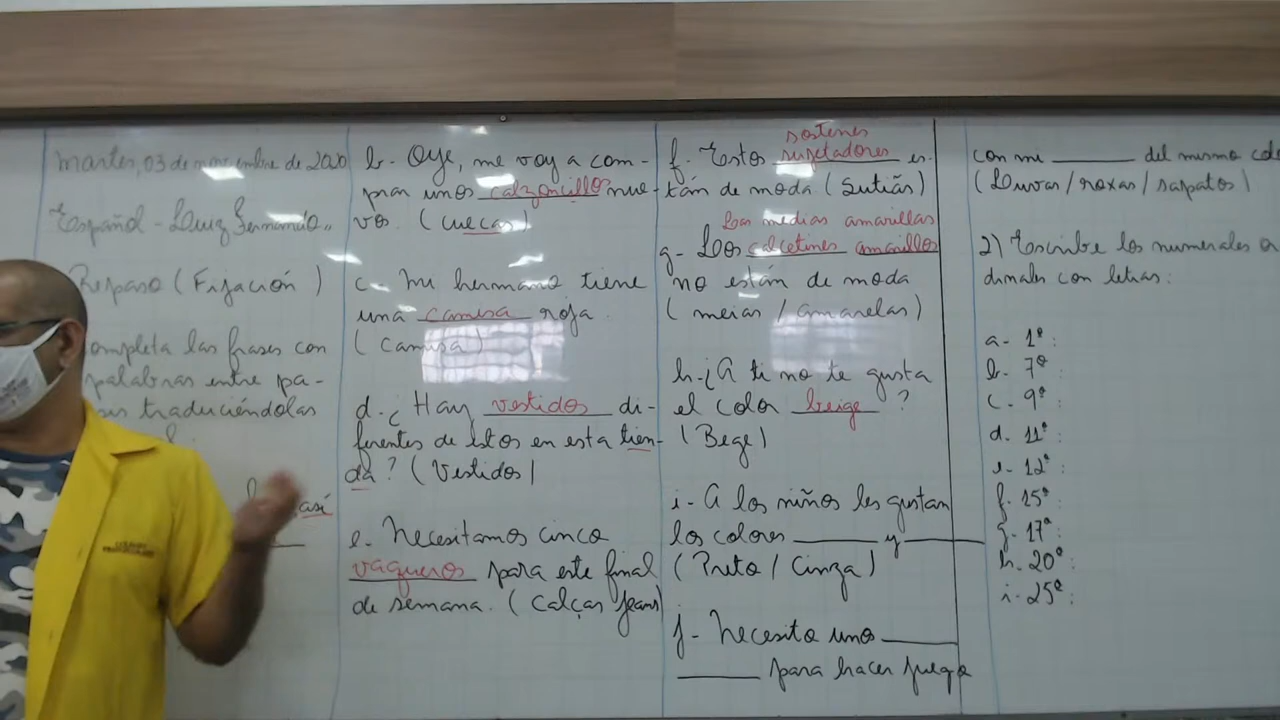 Martes, 03 de noviembre de 2020
Español - Luiz Fernando
Repaso (Fijación)
ompleta las frases con
palabras entre pa-
sis traduciéndolas
así
b- Oye, me voy a com-
prar unos calzoncillos nue-
vos. (cuecas)
c- Mi hermano tiene
una camisa roja.
(Camisa)
d- ¿Hay vestidos di-
ferentes de estos en esta tien-
da? (Vestidos)
e- Necesitamos cinco
vaqueros para este final
de semana. (Calças jeans)
sostenes
f- Estos sujetadores es-
tán de moda (Sutiãs)
Las medias amarillas
g- Los calcetines amarillos
no están de moda
(meias / amarelas)
h- ¿A ti no te gusta
el color beige ?
(Bege)
i- A los niños les gustan
los colores ______ y ______
(Preto / Cinza)
j- Necesito unos ______
______ para hacer juego
con mi ______ del mismo colo
(Luvas / roxas / sapatos)
2) Escribe los numerales or
dinales con letras:
a- 1º:
b- 7º:
c- 9º:
d- 11º:
e- 12º:
f- 15º:
g- 17º:
h- 20º:
i- 25º: